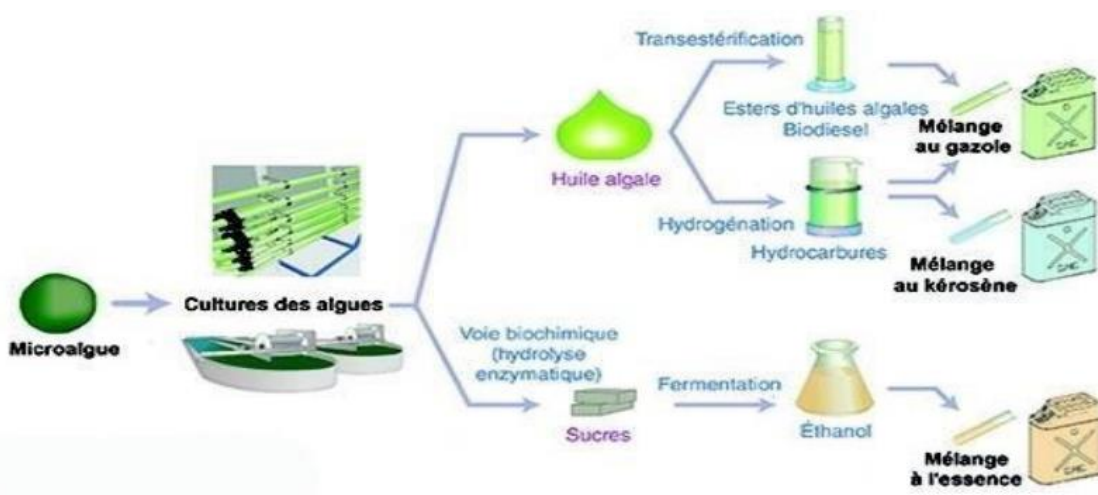 Transestérification
Esters d'huiles algales
Biodiesel
Mélange
au gazole
Huile algale
Hydrogénation
Hydrocarbures
Mélange
au kérosène
Microalgue
Cultures des algues
Voie biochimique
(hydrolyse
enzymatique)
Sucres
Fermentation
Éthanol
Mélange
à l'essence